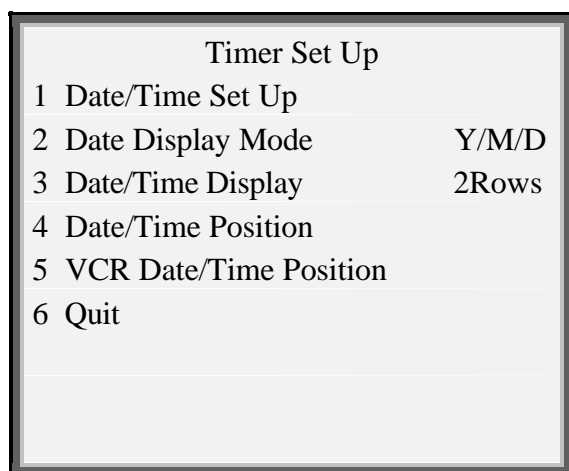 Timer Set Up
1 Date/Time Set Up
2 Date Display Mode Y/M/D
3 Date/Time Display 2Rows
4 Date/Time Position
5 VCR Date/Time Position
6 Quit